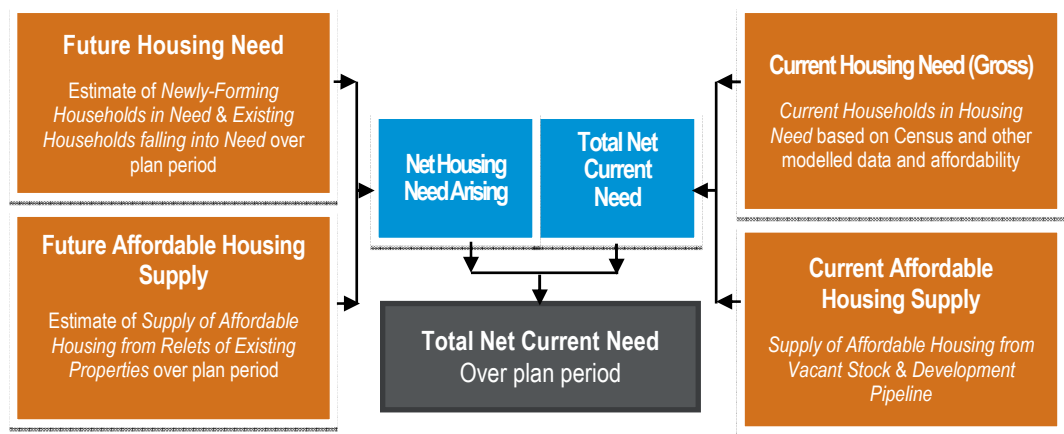 Future Housing Need
Estimate of Newly-Forming
Households in Need & Existing
Households falling into Need over
plan period
Future Affordable Housing
Supply
Estimate of Supply of Affordable
Housing from Relets of Existing
Properties over plan period
Net Housing
Need Arising
Total Net
Current
Need
Total Net Current Need
Over plan period
Current Housing Need (Gross)
Current Households in Housing
Need based on Census and other
modelled data and affordability
Current Affordable
Housing Supply
Supply of Affordable Housing from
Vacant Stock & Development
Pipeline